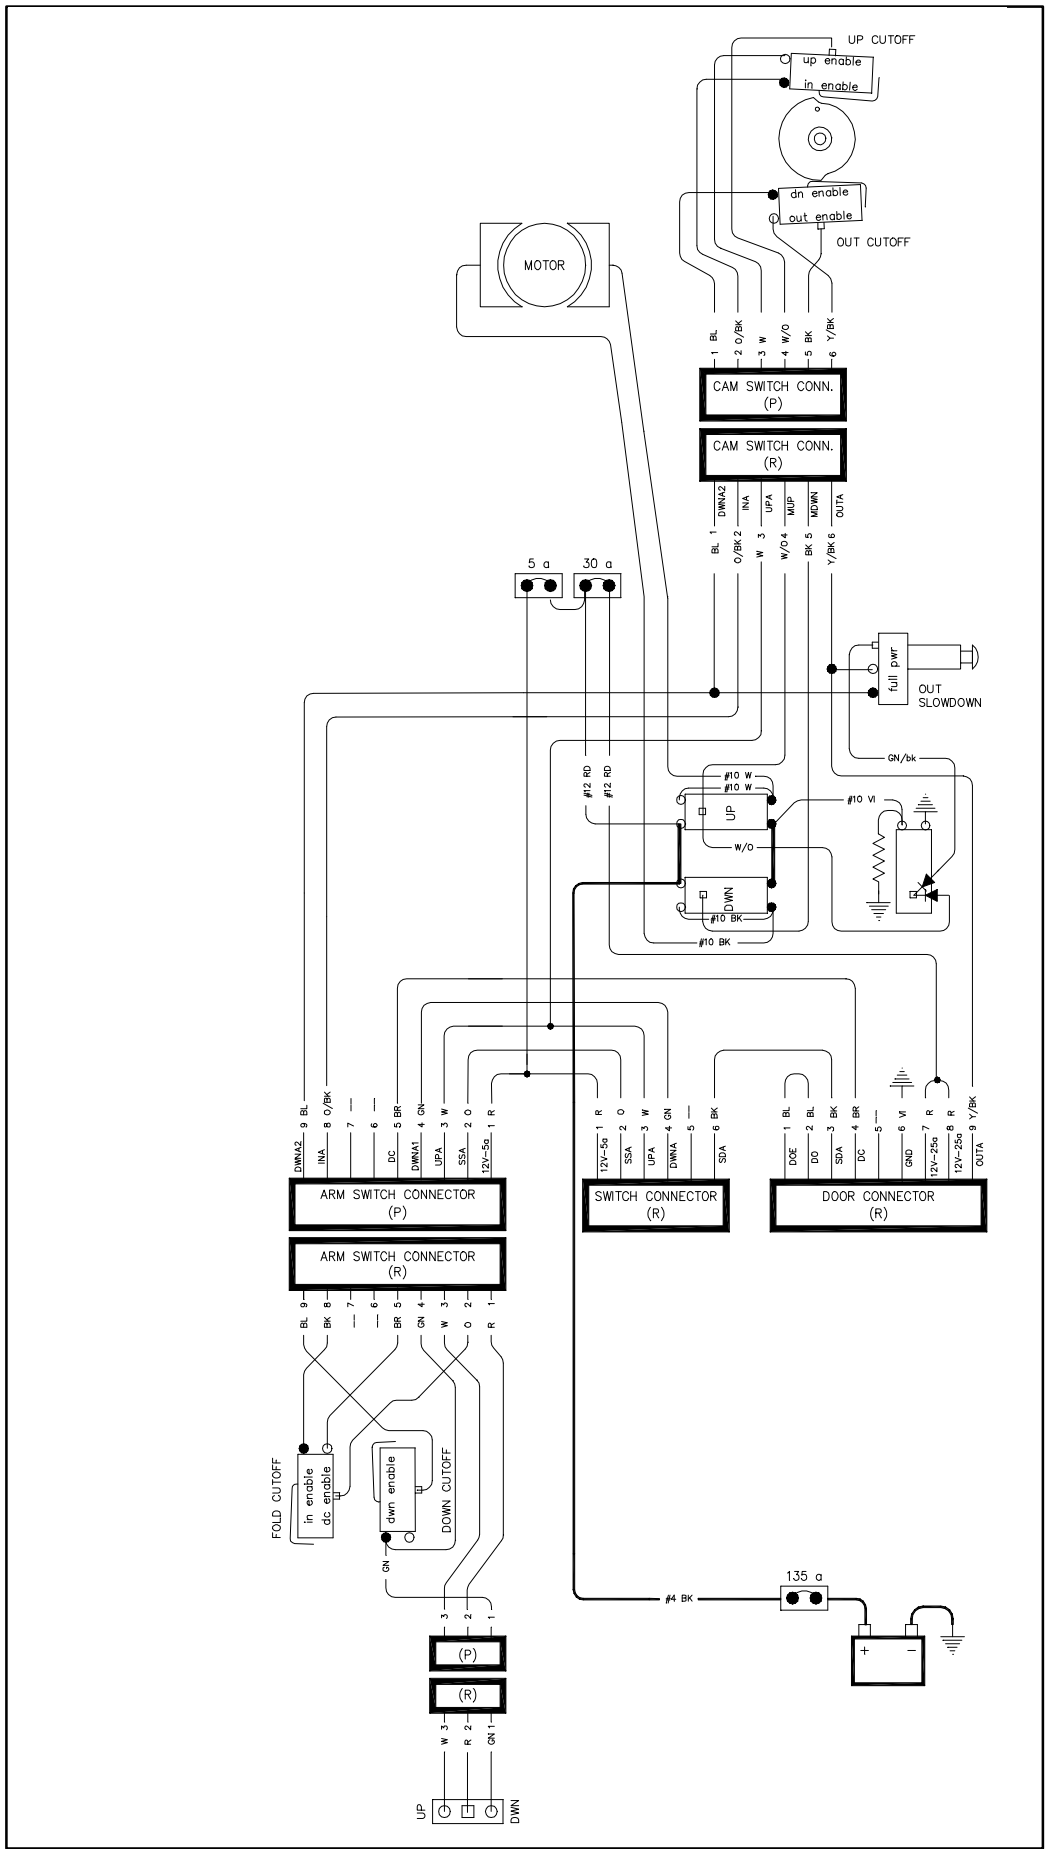 UP CUTOFF
up enable
in enable
dn enable
out enable
OUT CUTOFF
MOTOR
1 BL
2 O/BK
3 W
4 W/O
5 BK
6 Y/BK
CAM SWITCH CONN.
(P)
CAM SWITCH CONN.
(R)
DWNA2
INA
UPA
MUP
MDWN
OUTA
BL 1
O/BK 2
W 3
W/O 4
BK 5
Y/BK 6
5 a
30 a
full pwr
OUT
SLOWDOWN
#12 RD
#12 RD
GN/bk
#10 W
#10 W
UP
#10 VI
W/O
DWN
#10 BK
#10 BK
9 BL
8 O/BK
7 --
6 --
5 BR
4 GN
3 W
2 O
1 R
DWNA2
INA
DC
DWNA1
UPA
SSA
12V-5a
1 R
2 O
3 W
4 GN
5 --
6 BK
12V-5a
SSA
UPA
DWNA
SDA
1 BL
2 BL
3 BK
4 BR
5 --
6 VI
7 R
8 R
9 Y/BK
DOE
DO
SDA
DC
GND
12V-25a
12V-25a
OUTA
ARM SWITCH CONNECTOR
(P)
SWITCH CONNECTOR
(R)
DOOR CONNECTOR
(R)
ARM SWITCH CONNECTOR
(R)
BL 9
BK 8
-- 7
-- 6
BR 5
GN 4
W 3
O 2
R 1
FOLD CUTOFF
in enable
dc enable
dwn enable
DOWN CUTOFF
GN
3
2
1
135 a
#4 BK
+
-
(P)
(R)
W 3
R 2
GN 1
UP
DWN